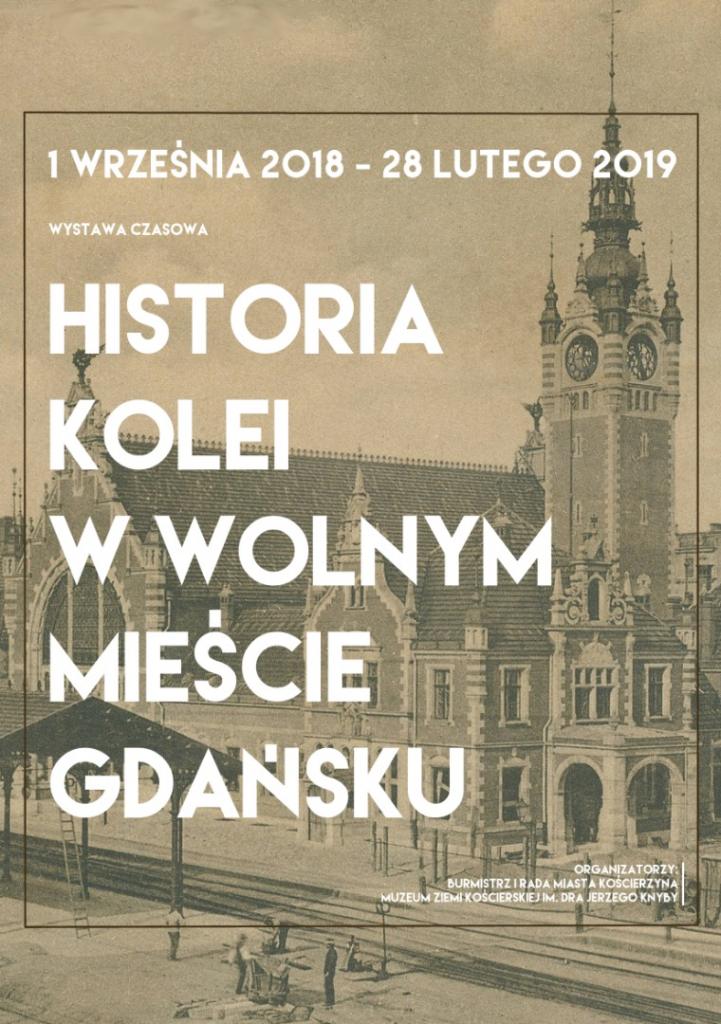 1 WRZEŚNIA 2018 - 28 LUTEGO 2019
WYSTAWA CZASOWA
HISTORIA
KOLEI
W WOLNYM
MIEŚCIE
GDAŃSKU
ORGANIZATORZY:
BURMISTRZ I RADA MIASTA KOŚCIERZYNA
MUZEUM ZIEMI KOŚCIERSKIEJ IM. DRA JERZEGO KNYBY